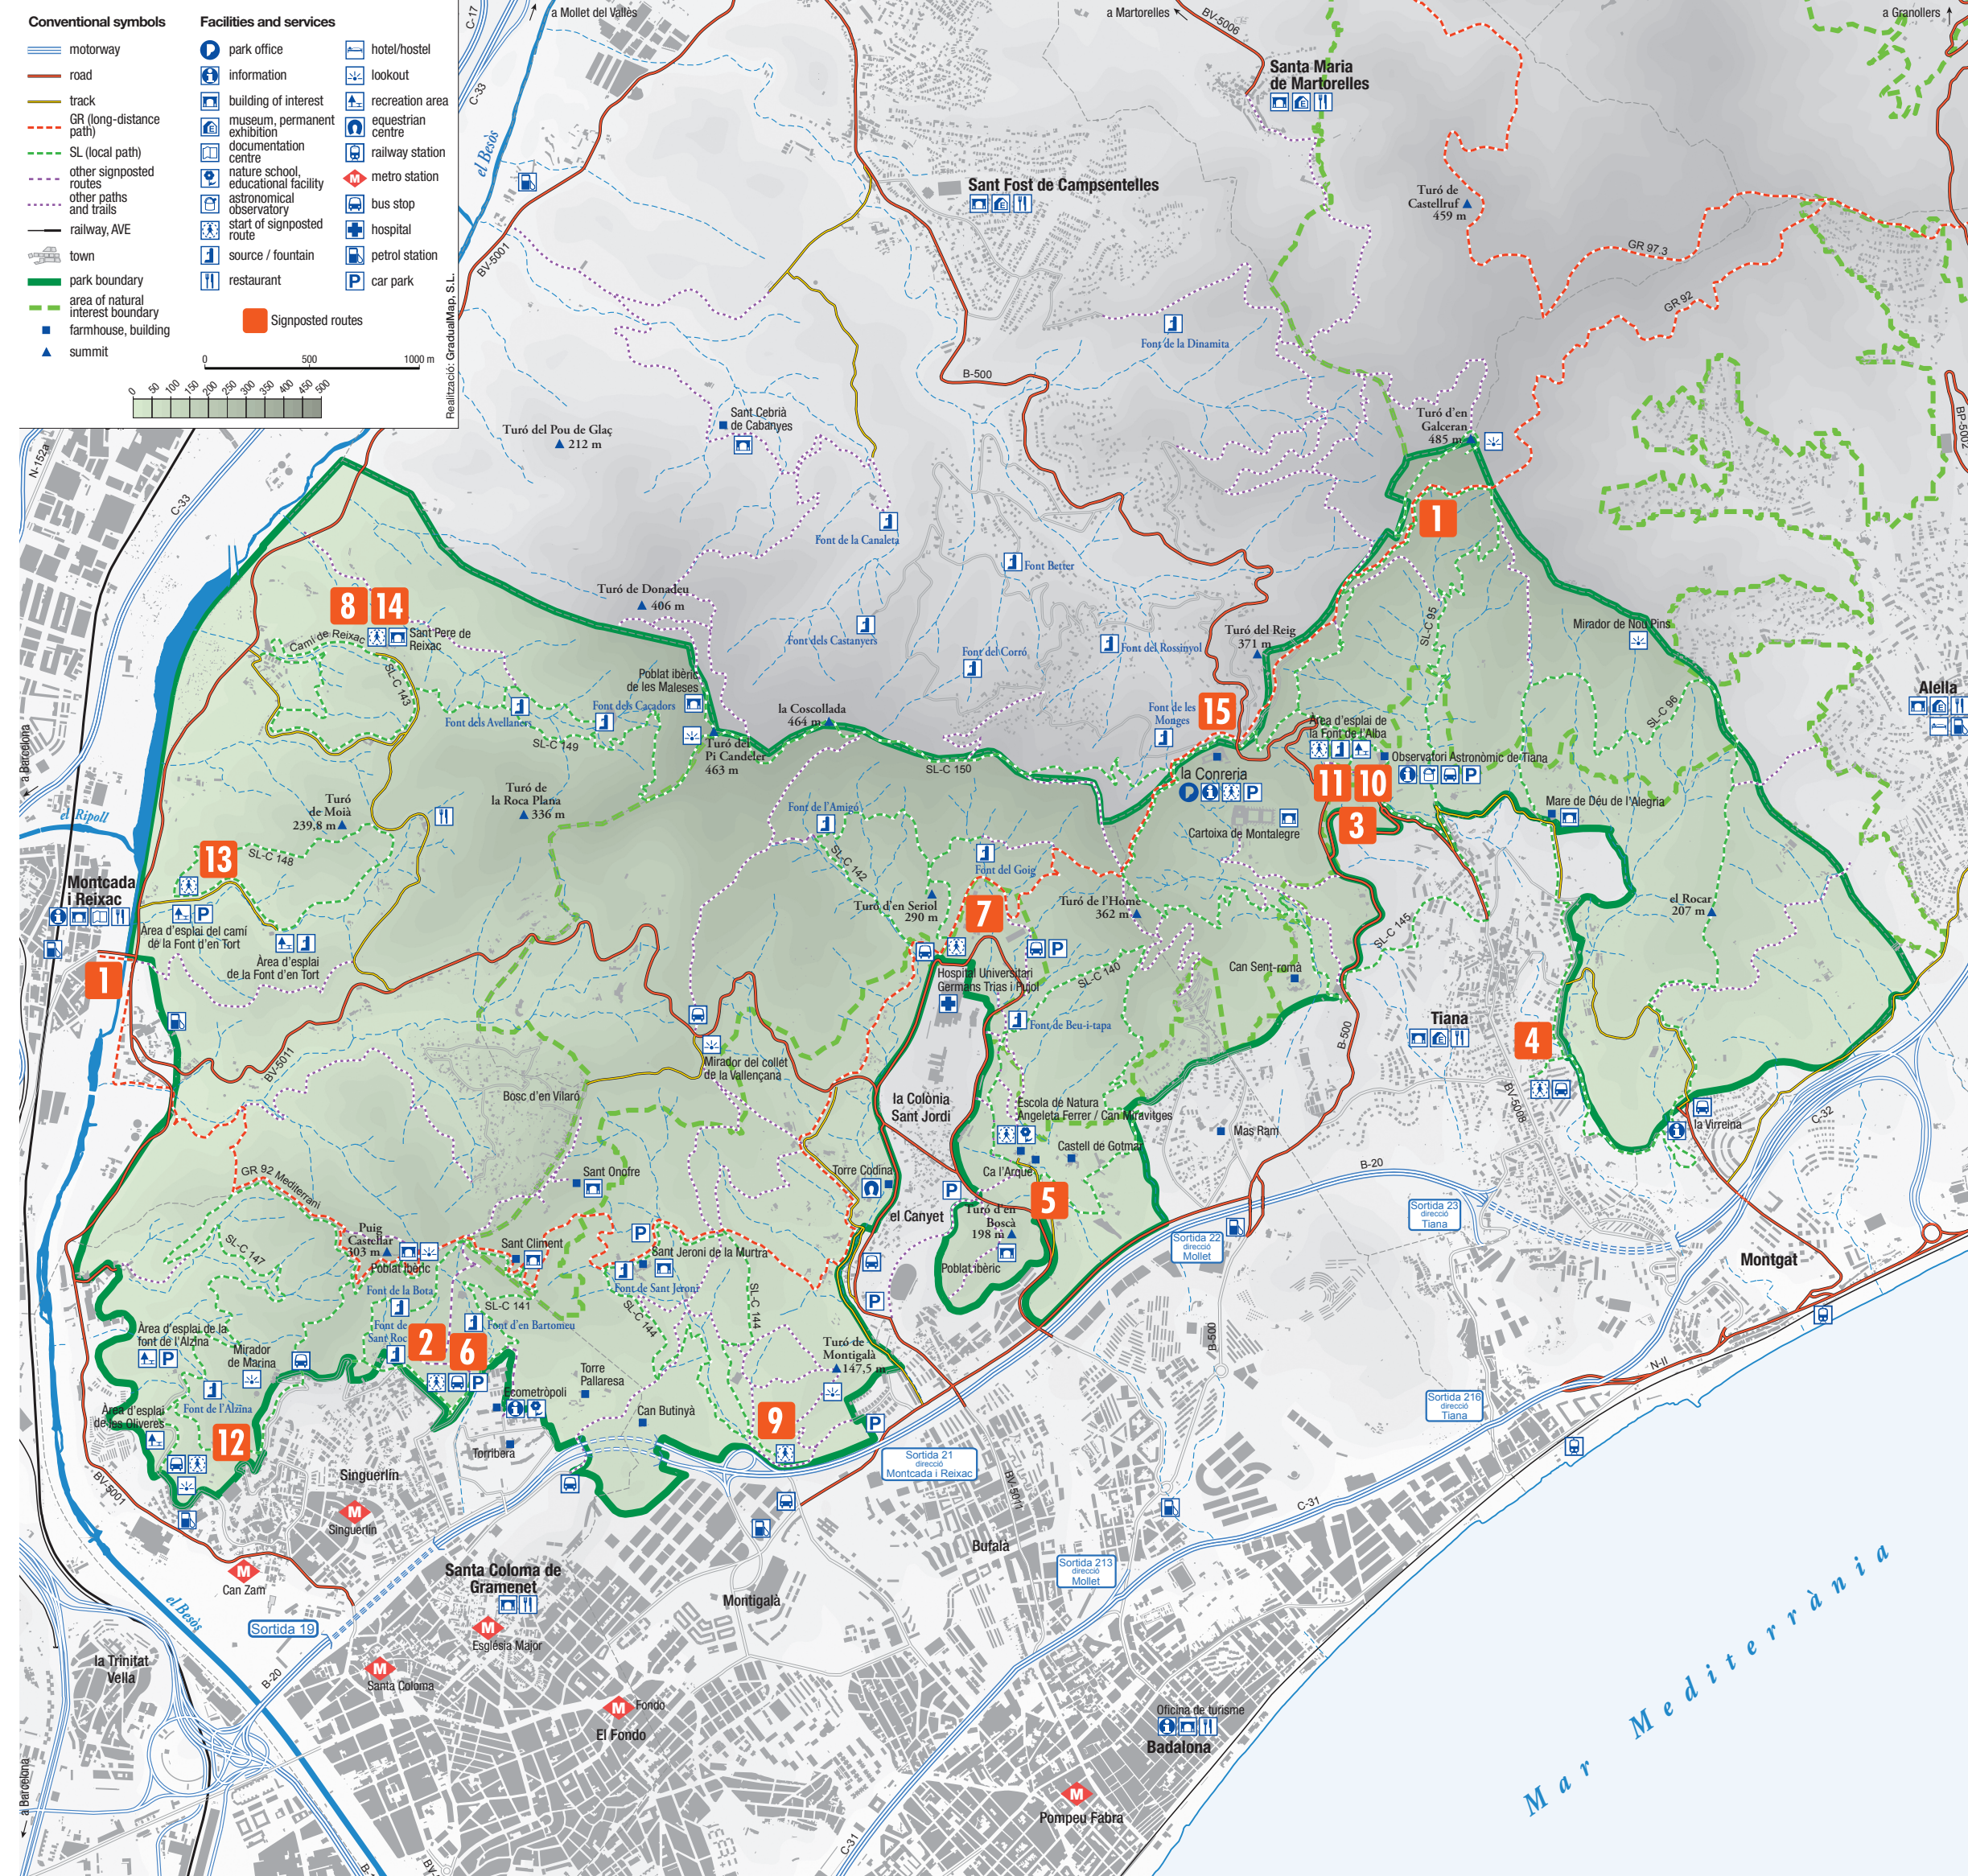 Conventional symbols
motorway
road
track
GR (long-distance
path)
SL (local path)
other signposted
routes
other paths
and trails
railway, AVE
town
park boundary
area of natural
interest boundary
farmhouse, building
summit
Facilities and services
park office
information
building of interest
museum, permanent
exhibition
documentation
centre
nature school,
educational facility
astronomical
observatory
start of signposted
route
source / fountain
restaurant
hotel/hostel
lookout
recreation area
equestrian
centre
railway station
metro station
bus stop
hospital
petrol station
car park
Signposted routes
0 500 1000 m
0 50 100 150 200 250 300 350 400 450 500
Realització: GradualMap, S.L.
C-17
C-33
a Mollet del Vallès
a Martorelles
BV-5006
a Granollers
el Besòs
BV-5001
Santa Maria
de Martorelles
Sant Fost de Campsentelles
Turó de
Castellruf
459 m
GR 97.3
GR 92
Font de la Dinamita
B-500
BP-5002
Turó d'en
Galceran
485 m
Sant Cebrià
de Cabanyes
Turó del Pou de Glaç
212 m
N-152a
C-33
Font de la Canaleta
Font Better
1
Turó de Donadeu
406 m
8
14
Camí de Reixac
Sant Pere de
Reixac
SL-C 143
SL-C 95
Font dels Castanyers
Font del Corró
Font del Rossinyol
Turó del Reig
371 m
Mirador de Nou Pins
Poblat ibèric
de les Maleses
Font dels Avellaners
Font dels Caçadors
SL-C 149
Turó del
Pi Candeler
463 m
la Coscollada
464 m
SL-C 150
Font de les
Monges
15
Àrea d'esplai de
la Font de l'Alba
Observatori Astronòmic de Tiana
SL-C 96
Alella
a Barcelona
el Ripoll
la Conreria
11
10
3
Cartoixa de Montalegre
Mare de Déu de l'Alegria
Turó
de Moià
239,8 m
Turó de
la Roca Plana
336 m
Font de l'Amigó
SL-C 142
Font del Goig
Turó d'en Seriol
290 m
7
Turó de l'Home
362 m
el Rocar
207 m
13
SL-C 148
Montcada
i Reixac
Àrea d'esplai del camí
de la Font d'en Tort
Àrea d'esplai
de la Font d'en Tort
1
Hospital Universitari
Germans Trias i Pujol
SL-C 140
SL-C 145
Can Sent-romà
Font de Beu-i-tapa
B-500
Tiana
4
BV-5008
BV-5011
Mirador del collet
de la Vallençana
Bosc d'en Vilaró
la Colònia
Sant Jordi
Escola de Natura
Angeleta Ferrer / Can Miravitges
Castell de Gotmar
Ca l'Arquer
Mas Ram
la Virreina
C-32
B-20
GR 92 Mediterrani
Sant Onofre
Torre Codina
el Canyet
5
Turó d'en
Boscà
198 m
Poblat ibèric
Sortida 22
direcció
Mollet
Sortida 23
direcció
Tiana
Montgat
SL-C 147
Puig
Castellar
303 m
Poblat ibèric
Sant Climent
Sant Jeroni de la Murtra
Font de Sant Jeroni
Font de la Bota
SL-C 141
SL-C 144
SL-C 144
Font de
Sant Roc
Font d'en Bartomeu
2
6
Àrea d'esplai de la
font de l'Alzina
Mirador
de Marina
Font de l'Alzina
Àrea d'esplai
de les Oliveres
12
Turó de
Montigalà
147,5 m
Torre
Pallaresa
Ecometròpoli
Can Butinyà
Torribera
9
B-500
N-II
Sortida 216
direcció
Tiana
Sortida 21
direcció
Montcada i Reixac
BV-5011
C-31
BV-5001
Singuerlín
Singuerlín
Can Zam
Santa Coloma de
Gramenet
Església Major
Santa Coloma
Sortida 19
el Besòs
B-20
la Trinitat
Vella
Montigalà
Bufalà
Sortida 213
direcció
Mollet
Fondo
El Fondo
Oficina de turisme
Badalona
Pompeu Fabra
C-31
a Barcelona
Mar Mediterrània